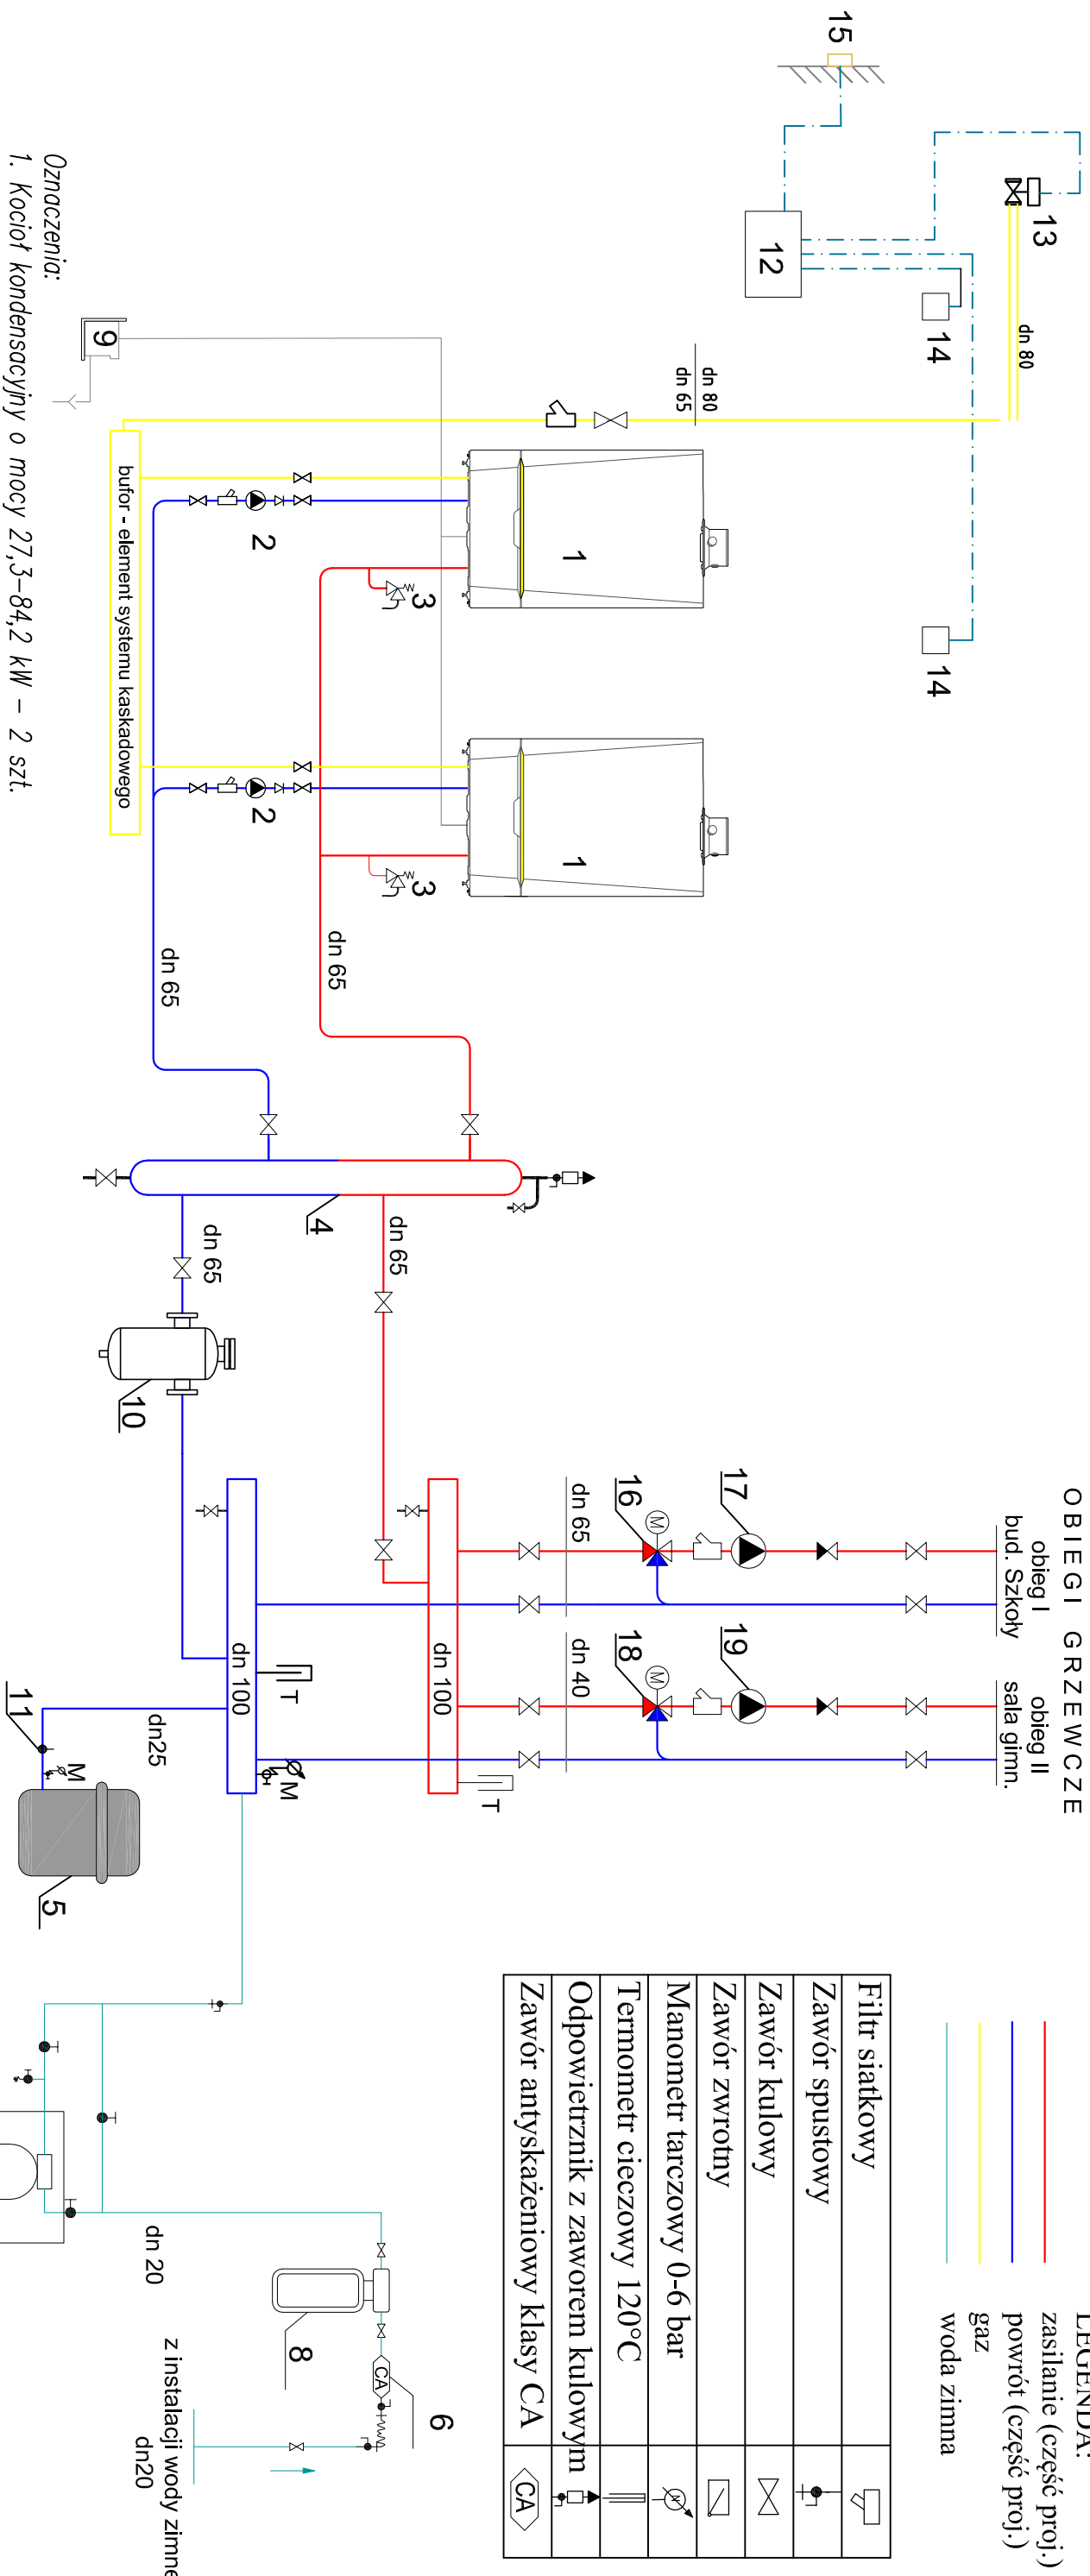 15
13
12
14
14
dn 80
dn 80
dn 65
9
1
1
2
2
3
3
bufor - element systemu kaskadowego
dn 65
dn 65
4
dn 65
dn 65
10
OBIEGI GRZEWCZE
obieg I
bud. Szkoły
obieg II
sala gimn.
17
19
16
18
M
M
dn 65
dn 40
dn 100
dn 100
T
T
M
dn25
11
M
5
dn 20
8
CA
6
z instalacji wody zimne
dn20
LEGENDA:
zasilanie (część proj.)
powrót (część proj.)
gaz
woda zimna
Filtr siatkowy
Zawór spustowy
Zawór kulowy
Zawór zwrotny
Manometr tarczowy 0-6 bar
Termometr cieczowy 120°C
Odpowietrznik z zaworem kulowym
Zawór antyskażeniowy klasy CA
CA
Oznaczenia:
1. Kocioł kondensacyjny o mocy 27,3-84,2 kW - 2 szt.